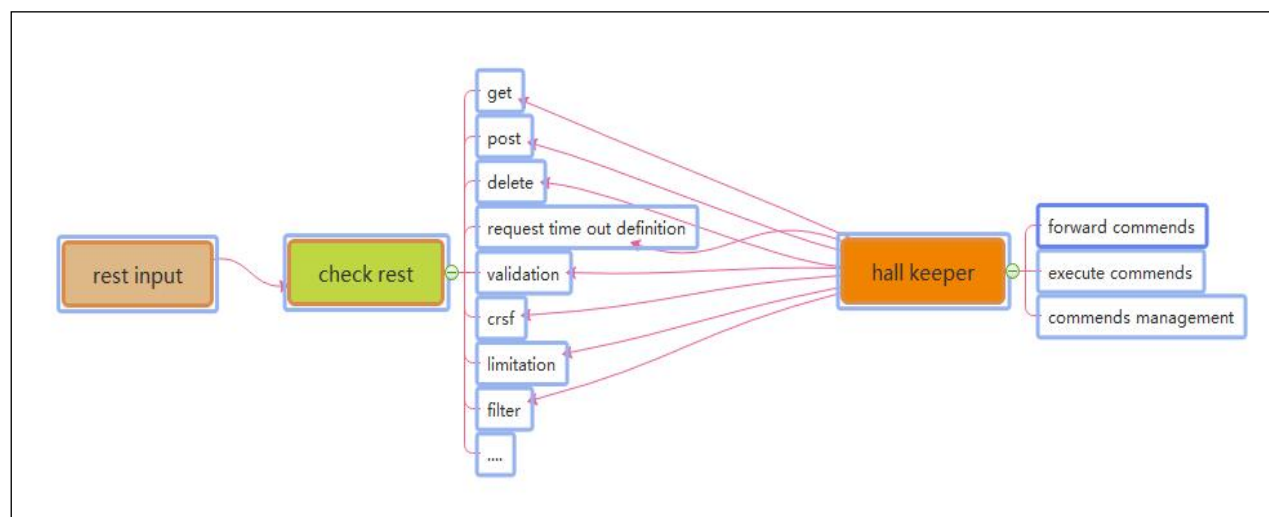 rest input
check rest
get
post
delete
request time out definition
validation
crsf
limitation
filter
....
hall keeper
forward commends
execute commends
commends management